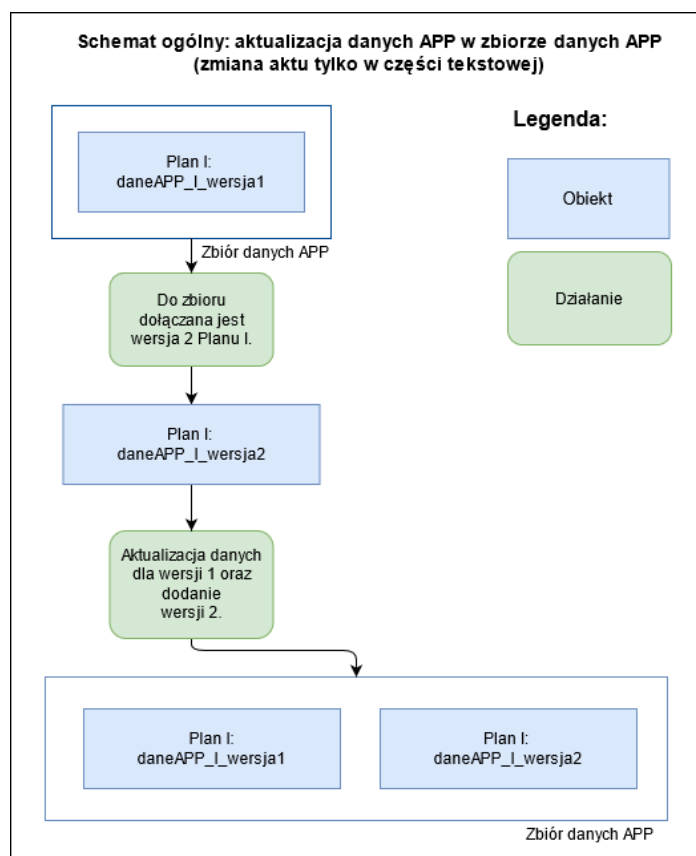 Schemat ogólny: aktualizacja danych APP w zbiorze danych APP
(zmiana aktu tylko w części tekstowej)
Legenda:
Plan I:
daneAPP_I_wersja1
Obiekt
Zbiór danych APP
Do zbioru
dołączana jest
wersja 2 Planu I.
Działanie
Plan I:
daneAPP_I_wersja2
Aktualizacja danych
dla wersji 1 oraz
dodanie
wersji 2.
Plan I:
daneAPP_I_wersja1
Plan I:
daneAPP_I_wersja2
Zbiór danych APP